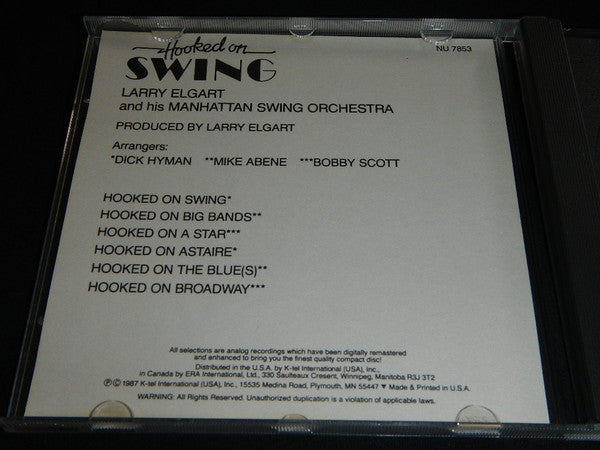 Hooked on
SWING
NU 7853
LARRY ELGART
and his MANHATTAN SWING ORCHESTRA
PRODUCED BY LARRY ELGART
Arrangers:
*DICK HYMAN **MIKE ABENE ***BOBBY SCOTT
HOOKED ON SWING*
HOOKED ON BIG BANDS**
HOOKED ON A STAR***
HOOKED ON ASTAIRE*
HOOKED ON THE BLUE(S)**
HOOKED ON BROADWAY***
All selections are analog recordings which have been digitally remastered
and enhanced to bring you the finest quality compact disc!
Distributed in the U.S.A. by K-tel International (USA), Inc.,
in Canada by ERA International, Ltd., 330 Saulteaux Cresent, Winnipeg, Manitoba R3J 3T2
℗©1987 K-tel International (USA), Inc., 15535 Medina Road, Plymouth, MN 55447 ▼ Made & Printed in U.S.A.
WARNING: All Rights Reserved. Unauthorized duplication is a violation of applicable laws.